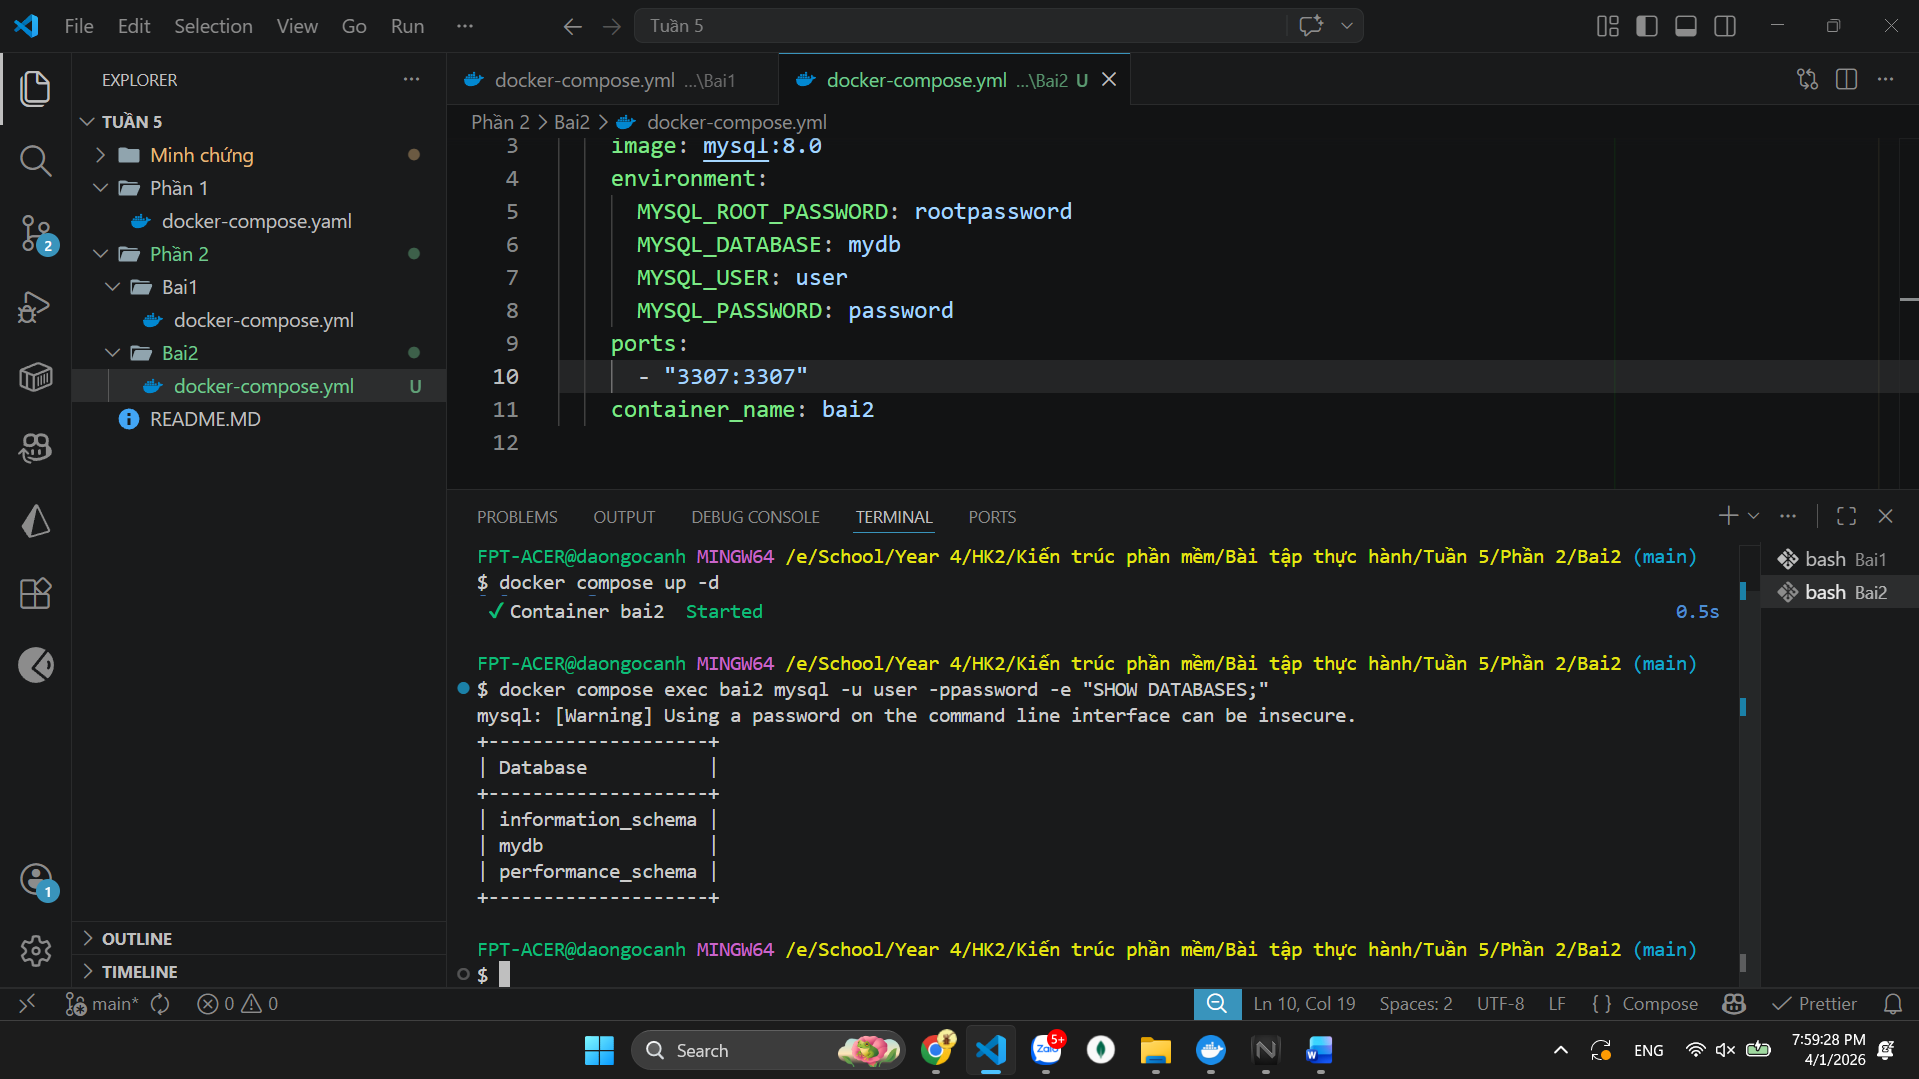 File Edit Selection View Go Run ···
Tuần 5
EXPLORER
TUẦN 5
Minh chứng
Phần 1
docker-compose.yaml
Phần 2
Bai1
docker-compose.yml
Bai2
docker-compose.yml U
README.MD
OUTLINE
TIMELINE
docker-compose.yml ...\Bai1
docker-compose.yml ...\Bai2 U
Phần 2 > Bai2 > docker-compose.yml
3 image: mysql:8.0
4 environment:
5 MYSQL_ROOT_PASSWORD: rootpassword
6 MYSQL_DATABASE: mydb
7 MYSQL_USER: user
8 MYSQL_PASSWORD: password
9 ports:
10 - "3307:3307"
11 container_name: bai2
12
PROBLEMS OUTPUT DEBUG CONSOLE TERMINAL PORTS
FPT-ACER@daongocanh MINGW64 /e/School/Year 4/HK2/Kiến trúc phần mềm/Bài tập thực hành/Tuần 5/Phần 2/Bai2 (main)
$ docker compose up -d
✓ Container bai2 Started 0.5s
FPT-ACER@daongocanh MINGW64 /e/School/Year 4/HK2/Kiến trúc phần mềm/Bài tập thực hành/Tuần 5/Phần 2/Bai2 (main)
$ docker compose exec bai2 mysql -u user -ppassword -e "SHOW DATABASES;"
mysql: [Warning] Using a password on the command line interface can be insecure.
+--------------------+
| Database           |
+--------------------+
| information_schema |
| mydb               |
| performance_schema |
+--------------------+
FPT-ACER@daongocanh MINGW64 /e/School/Year 4/HK2/Kiến trúc phần mềm/Bài tập thực hành/Tuần 5/Phần 2/Bai2 (main)
$
bash Bai1
bash Bai2
2
1
main* 0 0
Ln 10, Col 19 Spaces: 2 UTF-8 LF { } Compose Prettier
Search
Zalo
5+
N
W
ENG
7:59:28 PM
4/1/2026